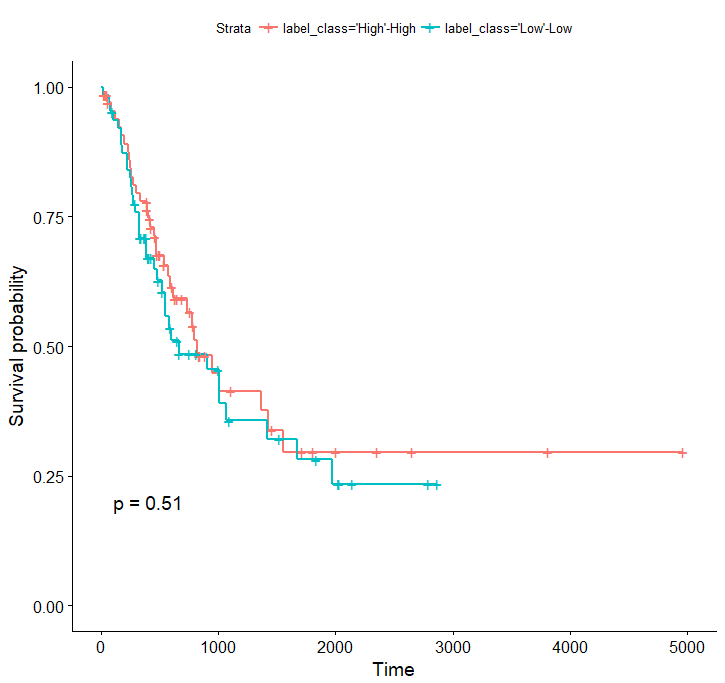 Strata label_class='High'-High label_class='Low'-Low
1.00
0.75
0.50
0.25
0.00
Survival probability
p = 0.51
0 1000 2000 3000 4000 5000
Time